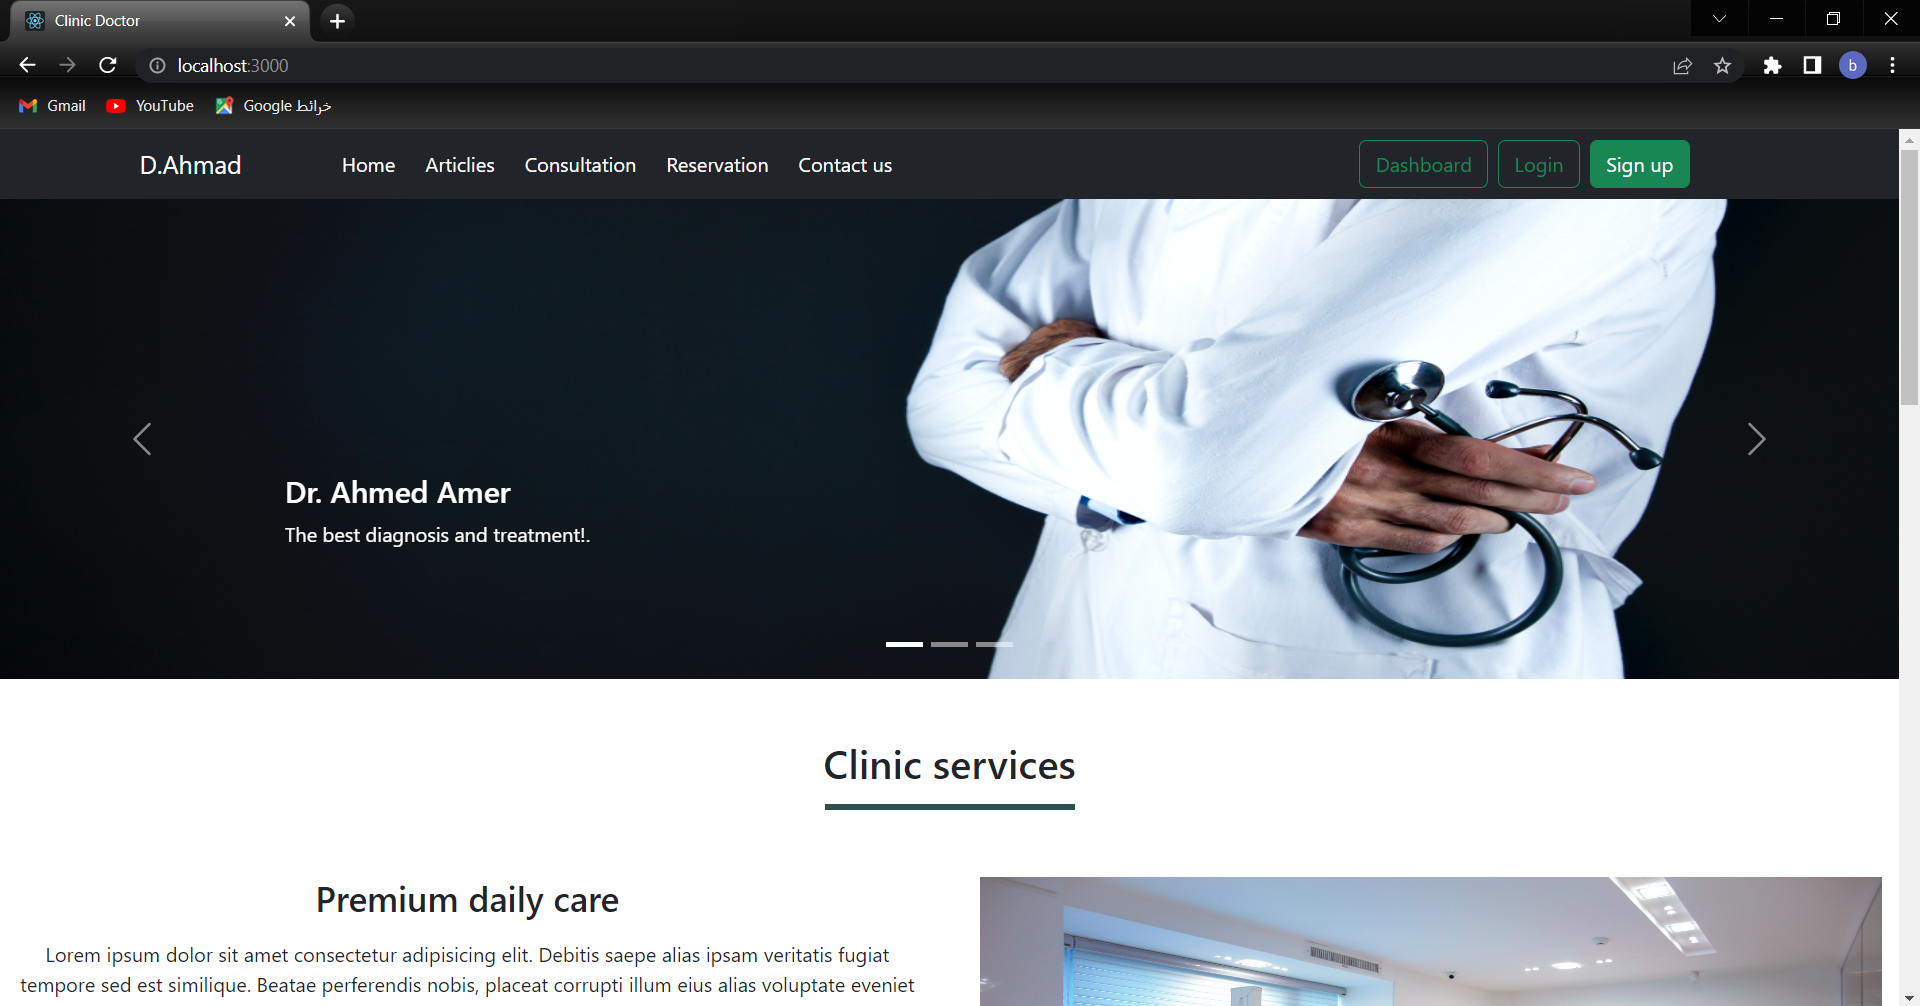 Clinic Doctor
localhost:3000
b
Gmail YouTube Google خرائط
D.Ahmad Home Articlies Consultation Reservation Contact us Dashboard Login Sign up
Dr. Ahmed Amer
The best diagnosis and treatment!.
Clinic services
Premium daily care
Lorem ipsum dolor sit amet consectetur adipisicing elit. Debitis saepe alias ipsam veritatis fugiat
tempore sed est similique. Beatae perferendis nobis, placeat corrupti illum eius alias voluptate eveniet